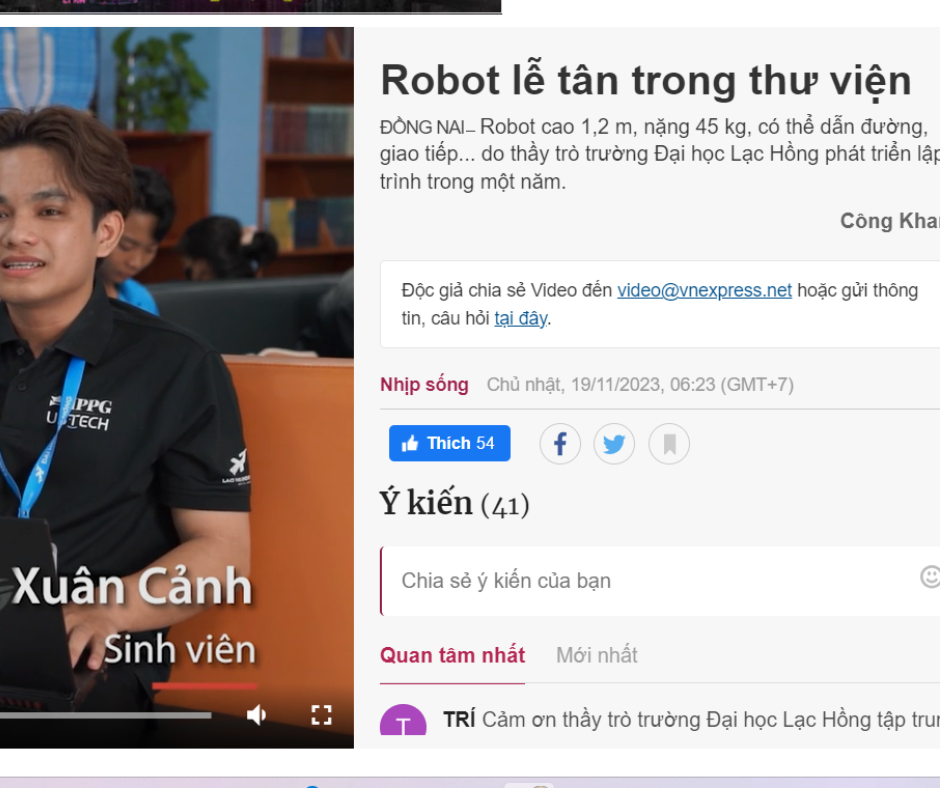 Robot lễ tân trong thư viện
ĐỒNG NAI– Robot cao 1,2 m, nặng 45 kg, có thể dẫn đường,
giao tiếp... do thầy trò trường Đại học Lạc Hồng phát triển lập
trình trong một năm.
Công
Độc giả chia sẻ Video đến video@vnexpress.net hoặc gửi thông
tin, câu hỏi tại đây.
Nhịp sống Chủ nhật, 19/11/2023, 06:23 (GMT+7)
Thích 54
Ý kiến (41)
Chia sẻ ý kiến của bạn
Quan tâm nhất Mới nhất
T
TRÍ Cảm ơn thầy trò trường Đại học Lạc Hồng tập
IPPG
TECH
Xuân Cảnh
Sinh viên